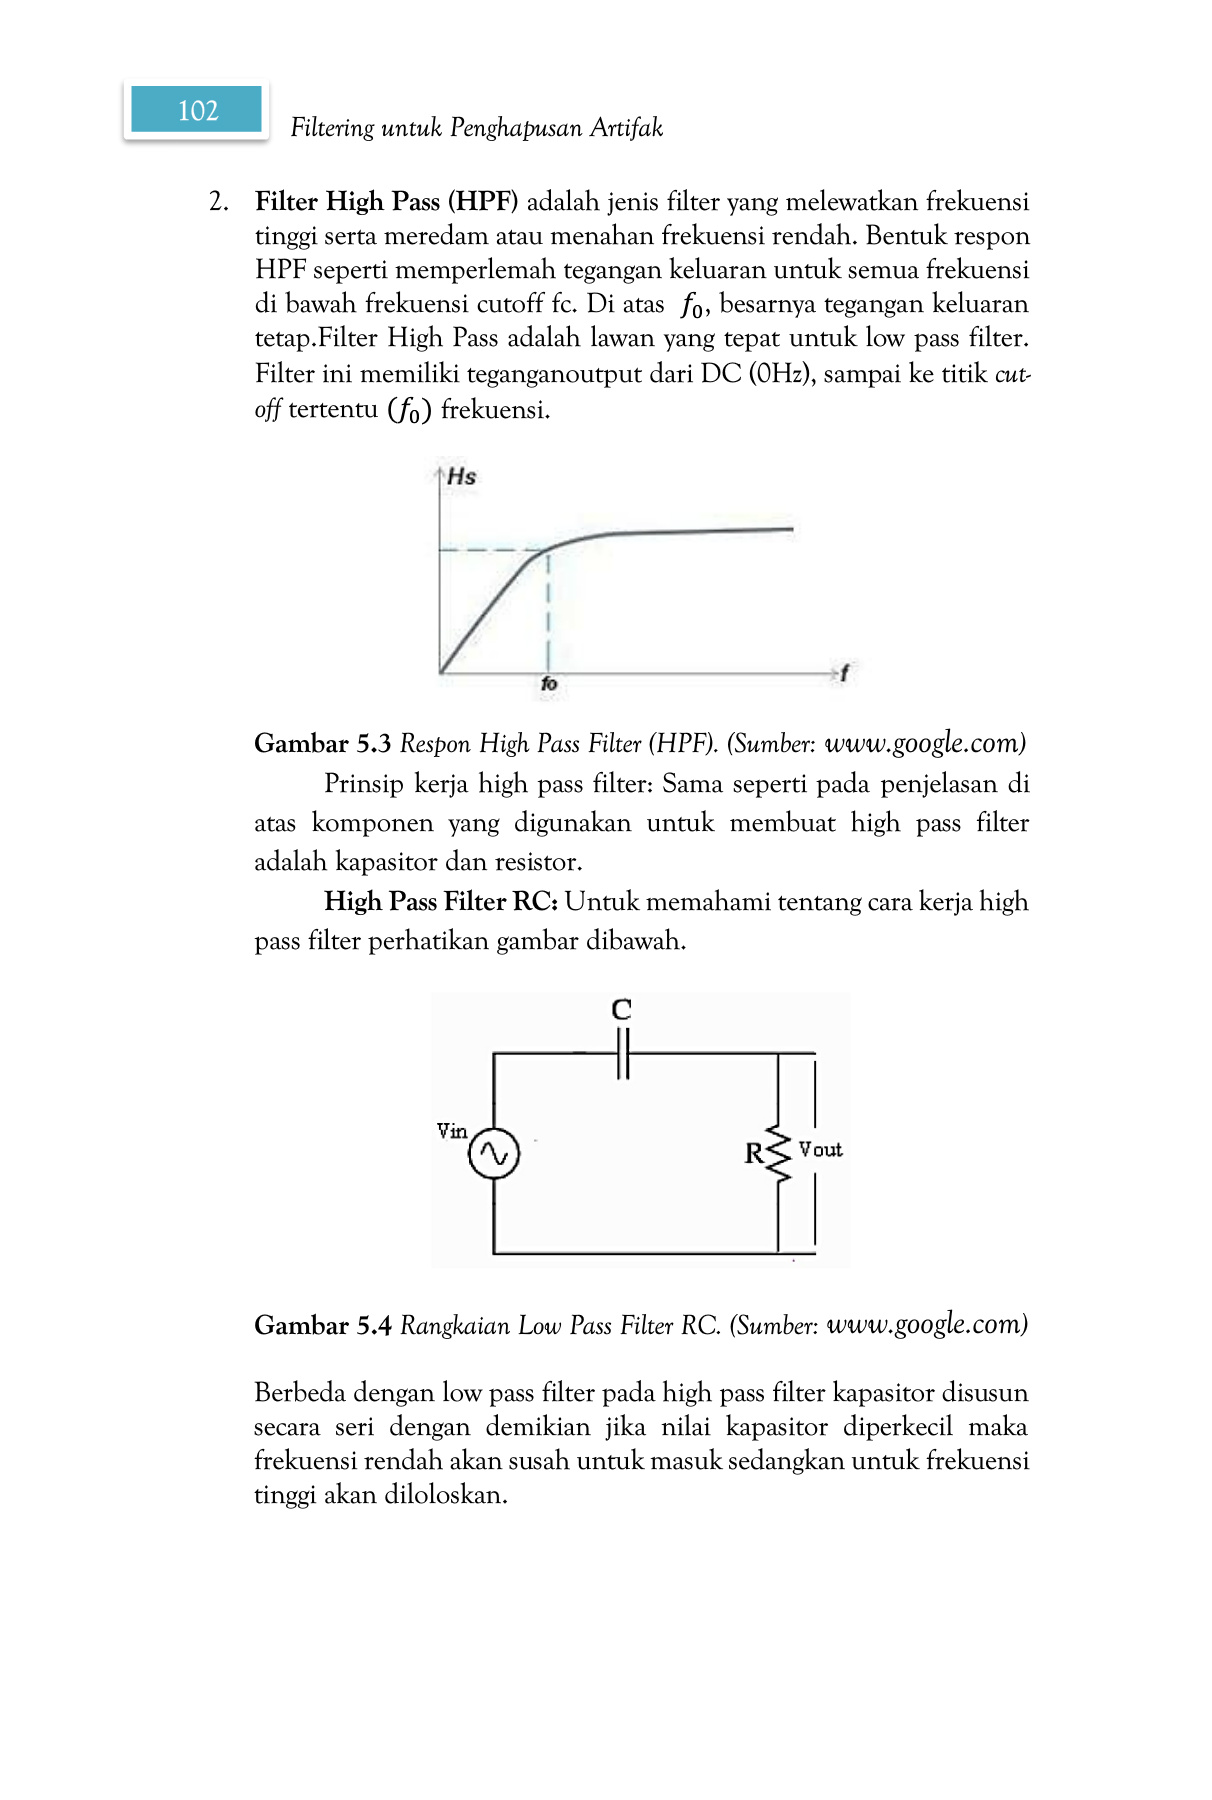 102
Filtering untuk Penghapusan Artifak
2. Filter High Pass (HPF) adalah jenis filter yang melewatkan frekuensi
tinggi serta meredam atau menahan frekuensi rendah. Bentuk respon
HPF seperti memperlemah tegangan keluaran untuk semua frekuensi
di bawah frekuensi cutoff fc. Di atas f₀, besarnya tegangan keluaran
tetap.Filter High Pass adalah lawan yang tepat untuk low pass filter.
Filter ini memiliki teganganoutput dari DC (0Hz), sampai ke titik cut-
off tertentu (f₀) frekuensi.
Hs
fo
f
Gambar 5.3 Respon High Pass Filter (HPF). (Sumber: www.google.com)
Prinsip kerja high pass filter: Sama seperti pada penjelasan di
atas komponen yang digunakan untuk membuat high pass filter
adalah kapasitor dan resistor.
High Pass Filter RC: Untuk memahami tentang cara kerja high
pass filter perhatikan gambar dibawah.
C
Vin
R
Vout
Gambar 5.4 Rangkaian Low Pass Filter RC. (Sumber: www.google.com)
Berbeda dengan low pass filter pada high pass filter kapasitor disusun
secara seri dengan demikian jika nilai kapasitor diperkecil maka
frekuensi rendah akan susah untuk masuk sedangkan untuk frekuensi
tinggi akan diloloskan.